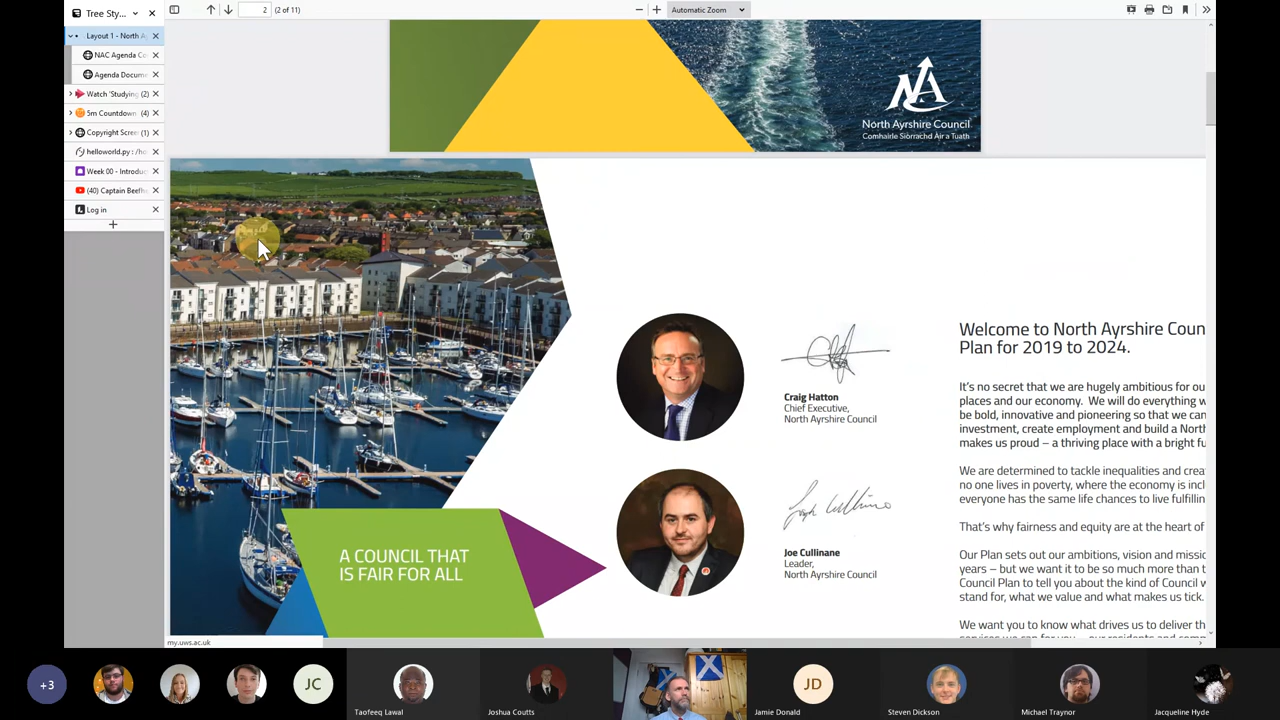 Tree Sty...
2
(2 of 11)
Automatic Zoom
Layout 1 - North A
NAC Agenda Co
Agenda Docum
Watch 'Studying (2)
5m Countdown (4)
Copyright Scree (1)
helloworld.py : /ho
Week 00 - Introduc
(40) Captain Beefh
Log in
North Ayrshire Council
Comhairle Siorrachd Àir a Tuath
Craig Hatton
Chief Executive,
North Ayrshire Council
Joe Cullinane
Leader,
North Ayrshire Council
Welcome to North Ayrshire Coun
Plan for 2019 to 2024.
It's no secret that we are hugely ambitious for ou
places and our economy. We will do everything w
be bold, innovative and pioneering so that we can
investment, create employment and build a North
makes us proud – a thriving place with a bright fu
We are determined to tackle inequalities and crea
no one lives in poverty, where the economy is incl
everyone has the same life chances to live fulfillin
That's why fairness and equity are at the heart of
Our Plan sets out our ambitions, vision and missio
years – but we want it to be so much more than t
Council Plan to tell you about the kind of Council w
stand for, what we value and what makes us tick.
We want you to know what drives us to deliver th
A COUNCIL THAT
IS FAIR FOR ALL
my.uws.ac.uk
+3
JC
JD
Taofeeq Lawal
Joshua Coutts
Jamie Donald
Steven Dickson
Michael Traynor
Jacqueline Hyde